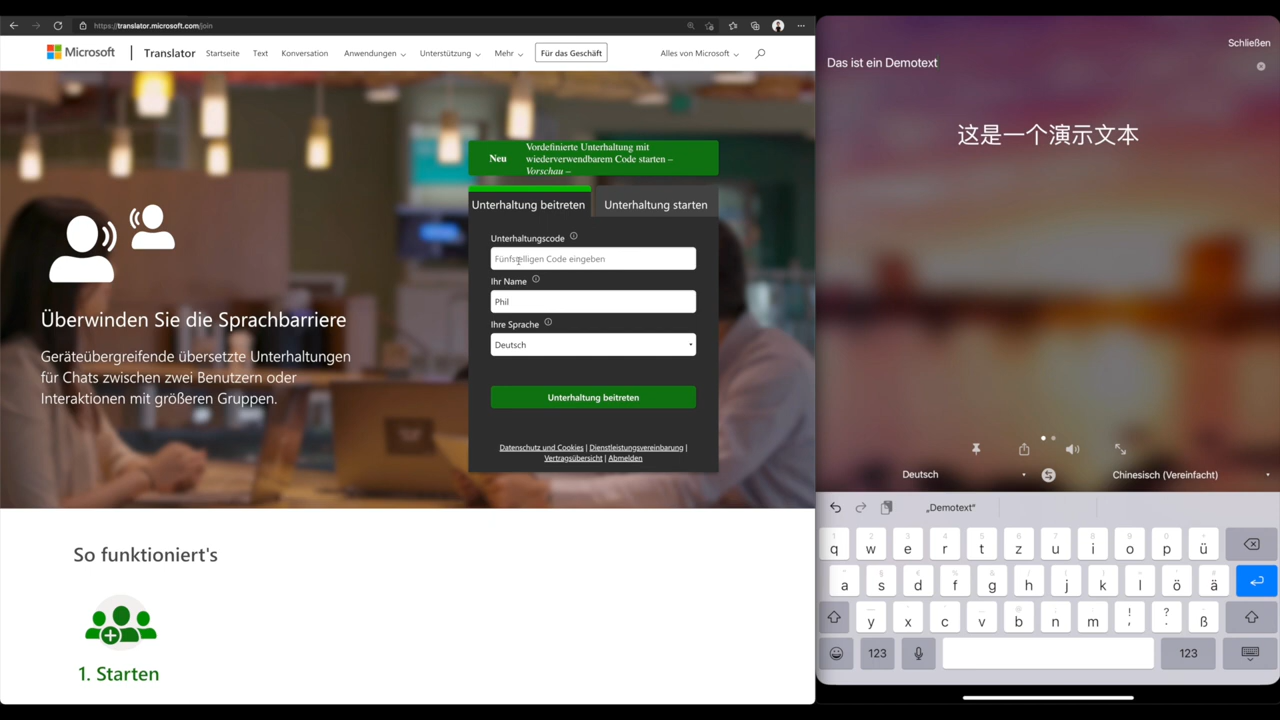 https://translator.microsoft.com/join
Microsoft
Translator
Startseite
Text
Konversation
Anwendungen
Unterstützung
Mehr
Für das Geschäft
Alles von Microsoft
Neu
Vordefinierte Unterhaltung mit
wiederverwendbarem Code starten –
Vorschau –
Unterhaltung beitreten
Unterhaltung starten
Unterhaltungscode
Fünfstelligen Code eingeben
Ihr Name
Phil
Ihre Sprache
Deutsch
Unterhaltung beitreten
Datenschutz und Cookies | Dienstleistungsvereinbarung |
Vertragsübersicht | Abmelden
Überwinden Sie die Sprachbarriere
Geräteübergreifende übersetzte Unterhaltungen
für Chats zwischen zwei Benutzern oder
Interaktionen mit größeren Gruppen.
So funktioniert's
1. Starten
Schließen
Das ist ein Demotext
这是一个演示文本
Deutsch
Chinesisch (Vereinfacht)
„Demotext“
q w e r t z u i o p ü
a s d f g h j k l ö ä
y x c v b n m ! , ? . ß
123
123